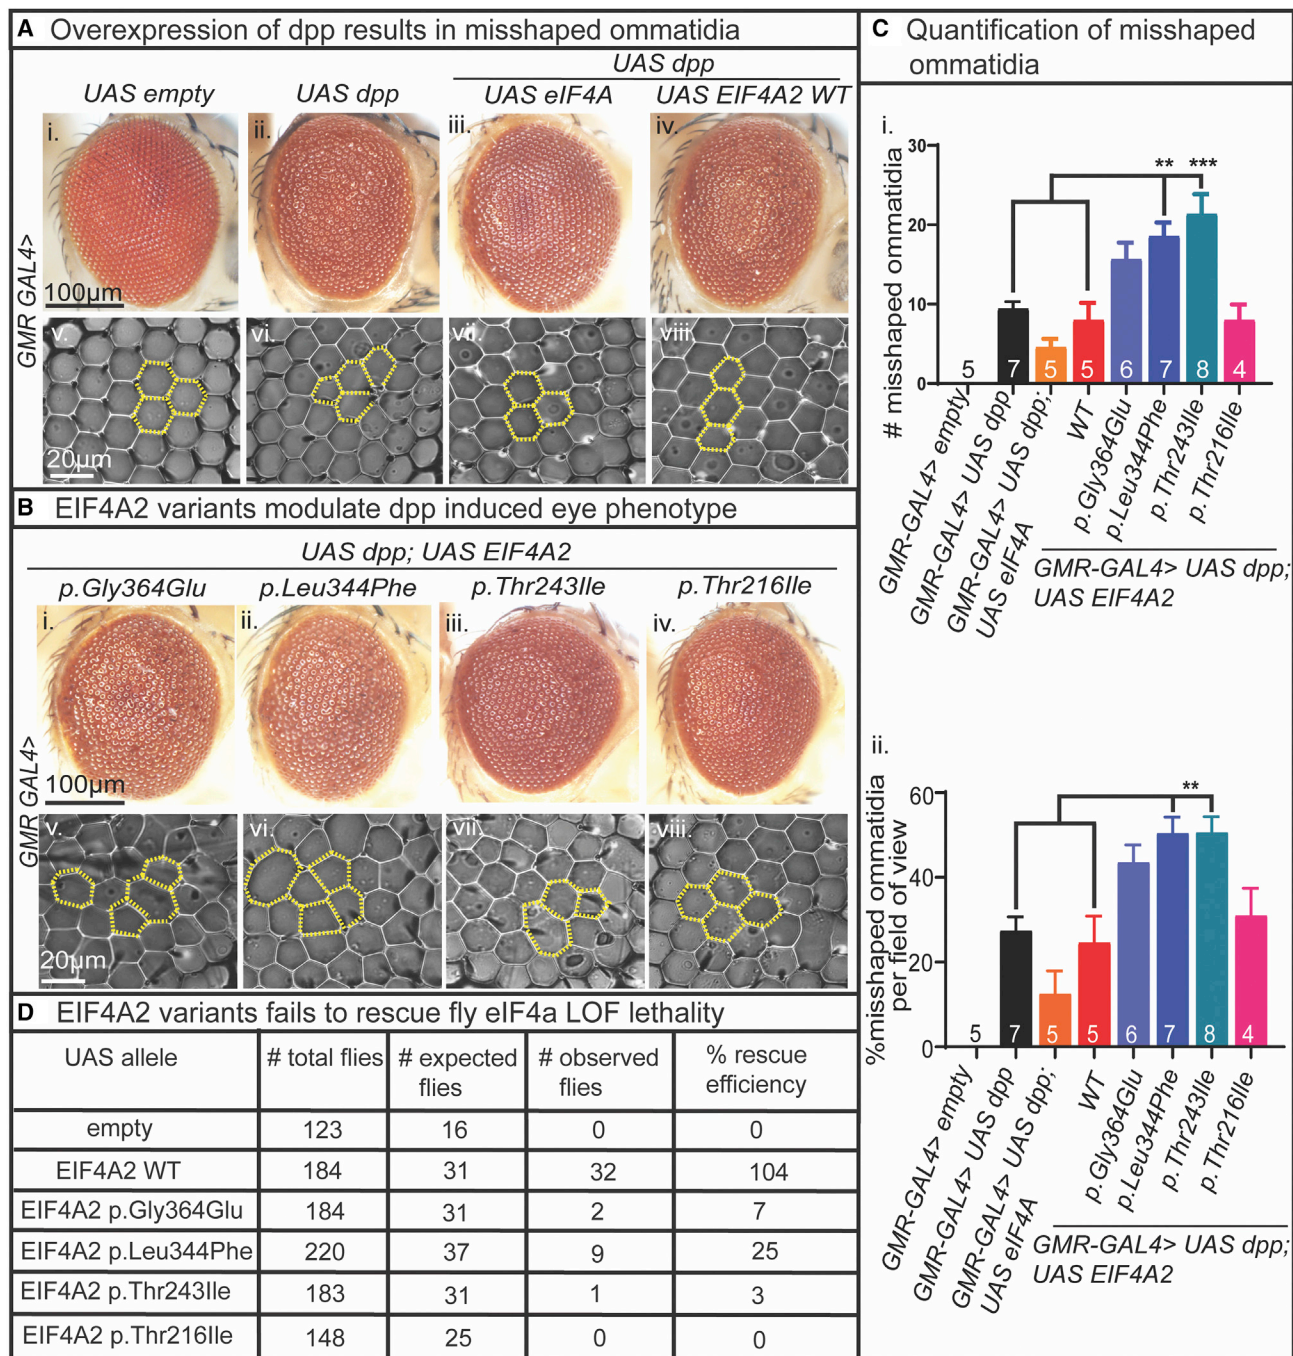 A Overexpression of dpp results in misshaped ommatidia
UAS dpp
UAS empty UAS dpp UAS eIF4A UAS EIF4A2 WT
GMR GAL4>
i. ii. iii. iv.
100µm
v. vi. vii. viii.
20µm
B EIF4A2 variants modulate dpp induced eye phenotype
UAS dpp; UAS EIF4A2
p.Gly364Glu p.Leu344Phe p.Thr243Ile p.Thr216Ile
GMR GAL4>
i. ii. iii. iv.
100µm
v. vi. vii. viii.
20µm
C Quantification of misshaped
ommatidia
i.
# misshaped ommatidia
30
20
10
0
** ***
5 7 5 5 6 7 8 4
GMR-GAL4> empty
GMR-GAL4> UAS dpp
GMR-GAL4> UAS dpp;
UAS eIF4A
WT
p.Gly364Glu
p.Leu344Phe
p.Thr243Ile
p.Thr216Ile
GMR-GAL4> UAS dpp;
UAS EIF4A2
ii.
%misshaped ommatidia
per field of view
60
40
20
0
**
5 7 5 5 6 7 8 4
GMR-GAL4> empty
GMR-GAL4> UAS dpp
GMR-GAL4> UAS dpp;
UAS eIF4A
WT
p.Gly364Glu
p.Leu344Phe
p.Thr243Ile
p.Thr216Ile
GMR-GAL4> UAS dpp;
UAS EIF4A2
D EIF4A2 variants fails to rescue fly eIF4a LOF lethality
UAS allele # total flies # expected flies # observed flies % rescue efficiency
empty 123 16 0 0
EIF4A2 WT 184 31 32 104
EIF4A2 p.Gly364Glu 184 31 2 7
EIF4A2 p.Leu344Phe 220 37 9 25
EIF4A2 p.Thr243Ile 183 31 1 3
EIF4A2 p.Thr216Ile 148 25 0 0